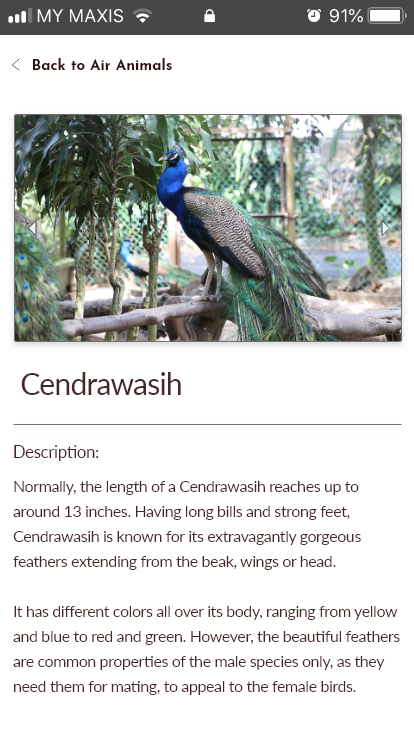 MY MAXIS 91%
Back to Air Animals
Cendrawasih
Description:
Normally, the length of a Cendrawasih reaches up to
around 13 inches. Having long bills and strong feet,
Cendrawasih is known for its extravagantly gorgeous
feathers extending from the beak, wings or head.
It has different colors all over its body, ranging from yellow
and blue to red and green. However, the beautiful feathers
are common properties of the male species only, as they
need them for mating, to appeal to the female birds.